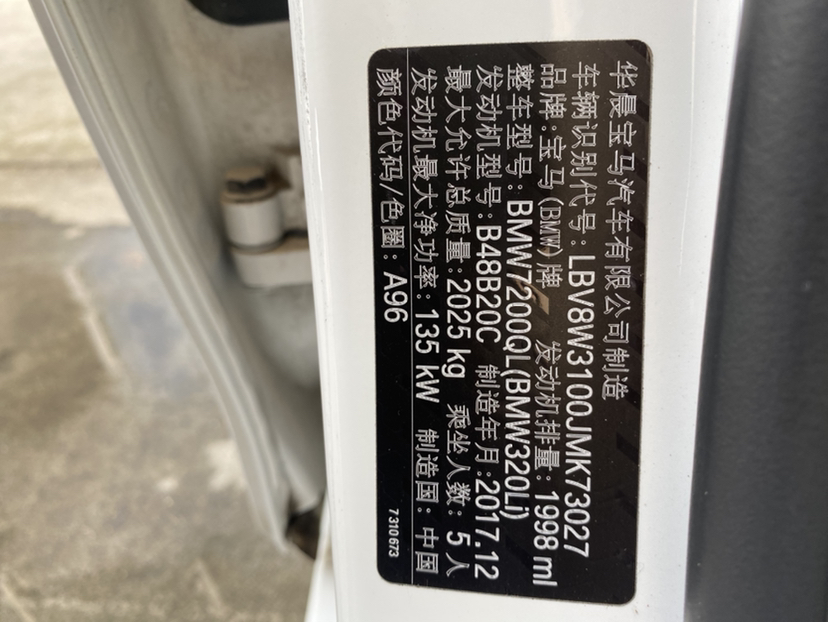 华晨宝马汽车有限公司制造
车辆识别代号:LBV8W3100JMK73027
品牌:宝马(BMW)牌 发动机排量:1998 ml
整车型号:BMW7200QL(BMW320Li)
发动机型号:B48B20C 制造年月:2017.12
最大允许总质量:2025 kg 乘坐人数:5人
发动机最大净功率:135 kW 制造国:中国
颜色代码/色圈:A96
7 310 673